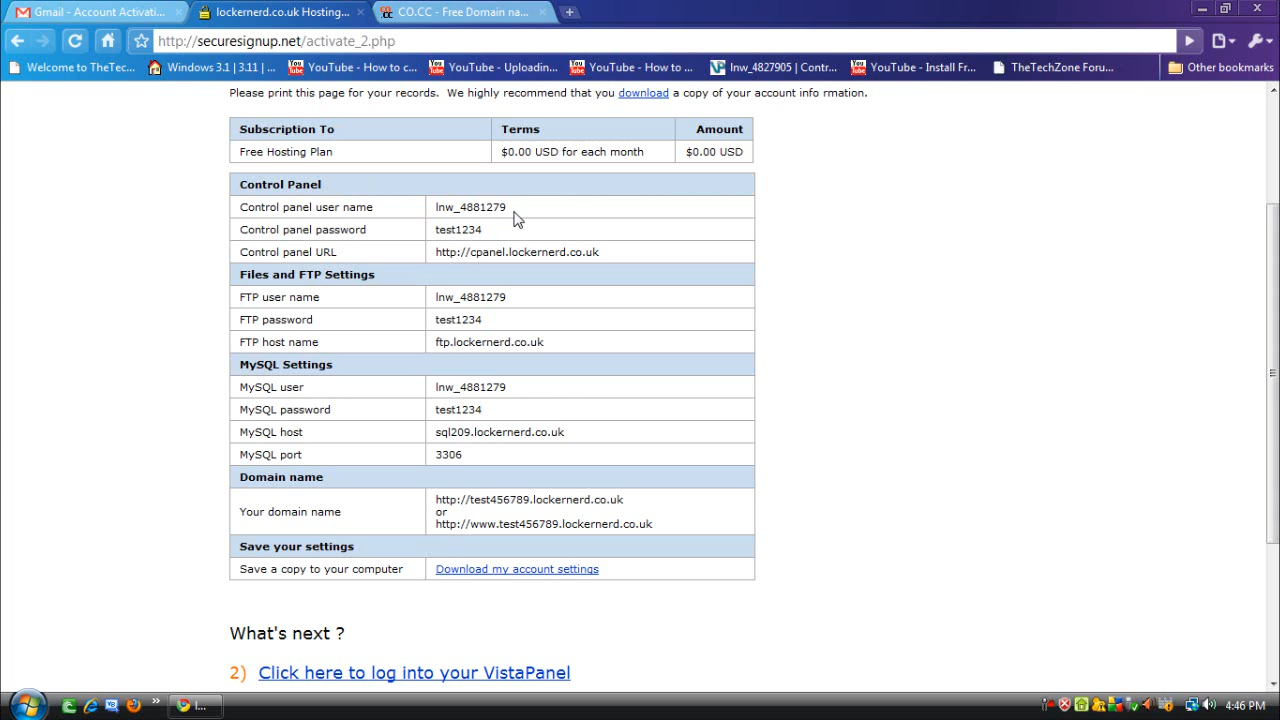 Gmail - Account Activati...
lockernerd.co.uk Hosting...
CO.CC - Free Domain na...
http://securesignup.net/activate_2.php
Welcome to TheTec...
Windows 3.1 | 3.11 | ...
YouTube - How to c...
YouTube - Uploadin...
YouTube - How to ...
lnw_4827905 | Contr...
YouTube - Install Fr...
TheTechZone Forum...
Other bookmarks
Please print this page for your records. We highly recommend that you download a copy of your account info rmation.
Subscription To Terms Amount
Free Hosting Plan $0.00 USD for each month $0.00 USD
Control Panel
Control panel user name lnw_4881279
Control panel password test1234
Control panel URL http://cpanel.lockernerd.co.uk
Files and FTP Settings
FTP user name lnw_4881279
FTP password test1234
FTP host name ftp.lockernerd.co.uk
MySQL Settings
MySQL user lnw_4881279
MySQL password test1234
MySQL host sql209.lockernerd.co.uk
MySQL port 3306
Domain name
http://test456789.lockernerd.co.uk
Your domain name or
http://www.test456789.lockernerd.co.uk
Save your settings
Save a copy to your computer Download my account settings
What's next ?
2) Click here to log into your VistaPanel
l...
4:46 PM